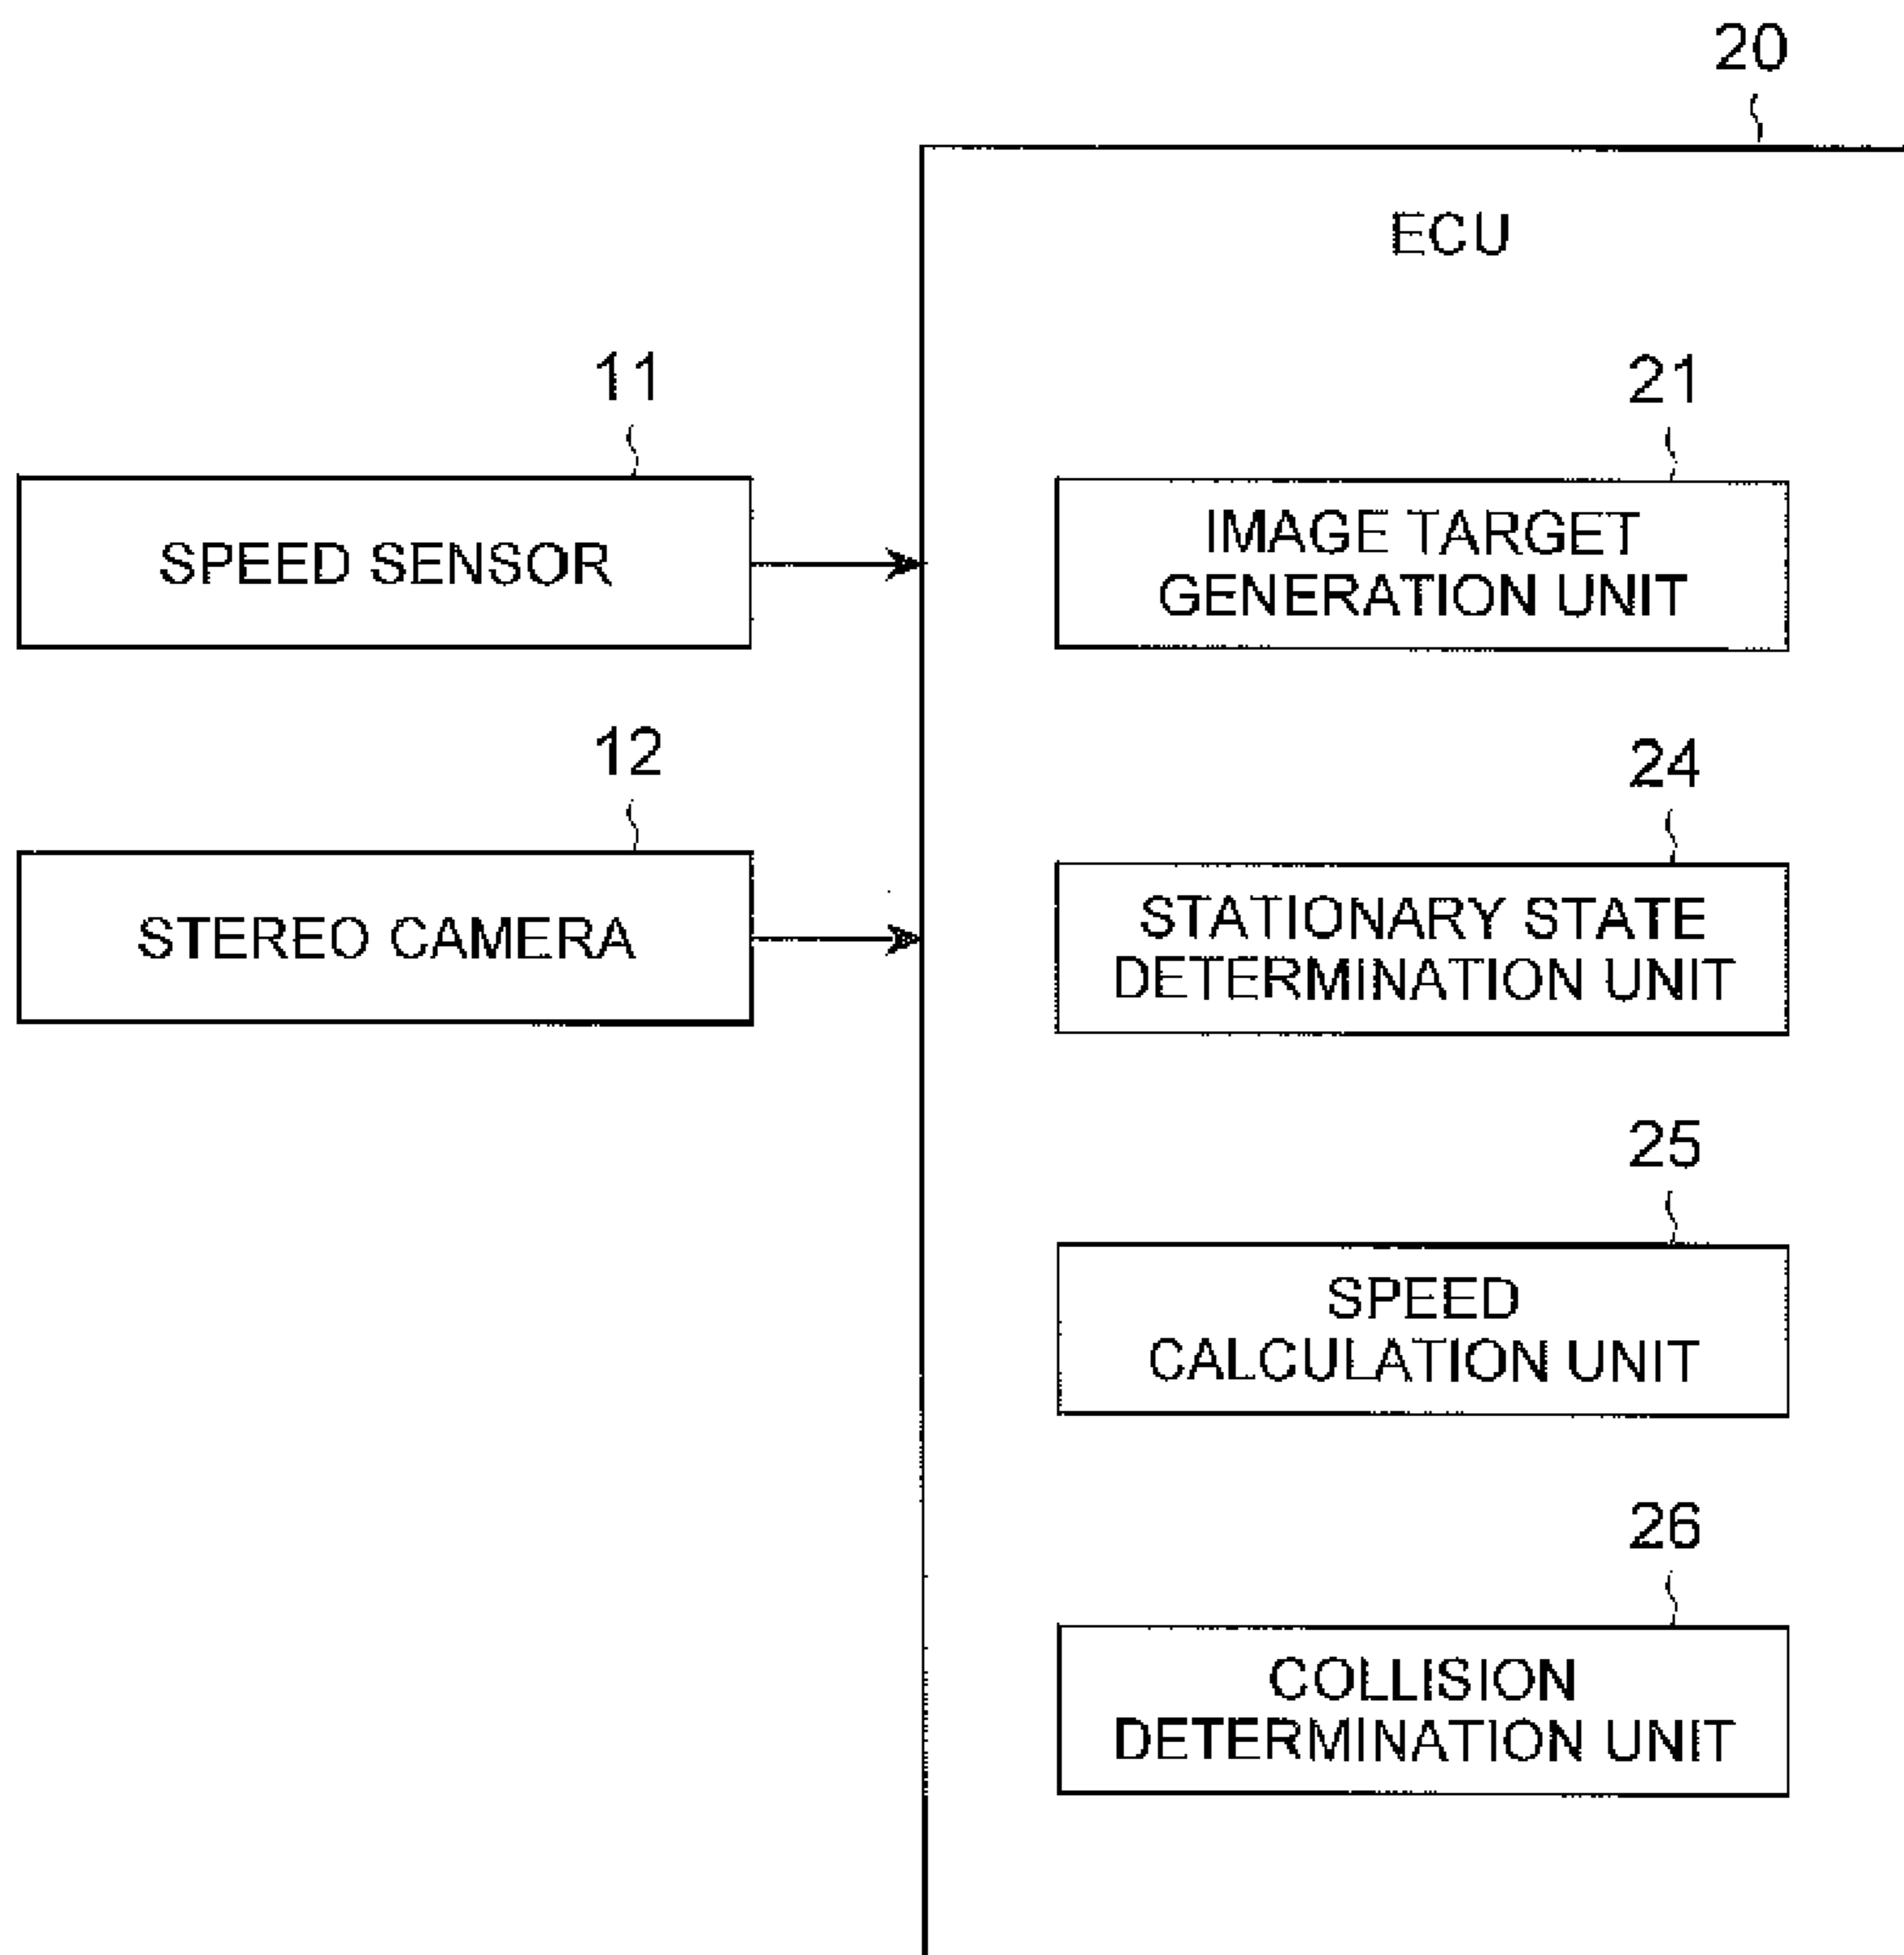 20
ECU
11
SPEED SENSOR
12
STEREO CAMERA
21
IMAGE TARGET
GENERATION UNIT
24
STATIONARY STATE
DETERMINATION UNIT
25
SPEED
CALCULATION UNIT
26
COLLISION
DETERMINATION UNIT